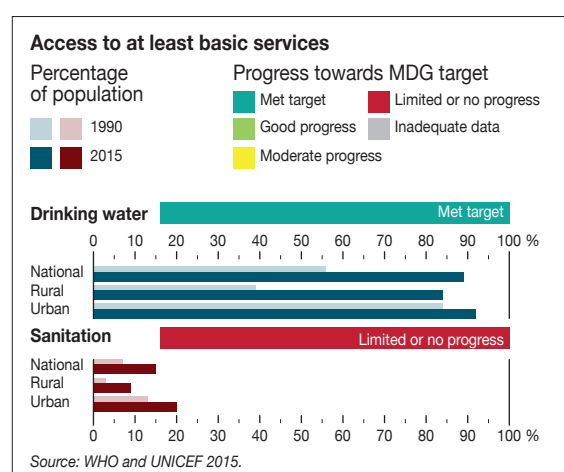 Access to at least basic services
Percentage
of population
1990
2015
Progress towards MDG target
Met target
Limited or no progress
Good progress
Inadequate data
Moderate progress
Drinking water
Met target
0 10 20 30 40 50 60 70 80 90 100 %
National
Rural
Urban
Sanitation
Limited or no progress
National
Rural
Urban
0 10 20 30 40 50 60 70 80 90 100 %
Source: WHO and UNICEF 2015.